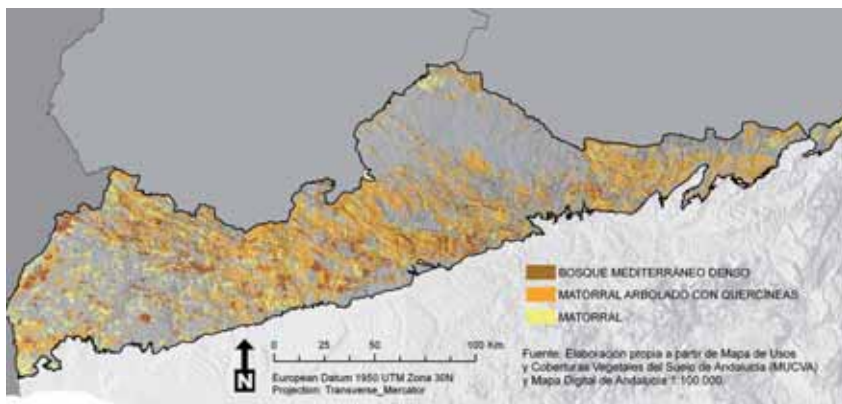 BOSQUE MEDITERRÁNEO DENSO
MATORRAL ARBOLADO CON QUERCÍNEAS
MATORRAL
0 50 100 Km
N
European Datum 1950 UTM Zona 30N
Projection: Transverse_Mercator
Fuente: Elaboración propia a partir de Mapa de Usos
y Coberturas Vegetales del Suelo de Andalucía (MUCVA)
y Mapa Digital de Andalucía 1:100.000.